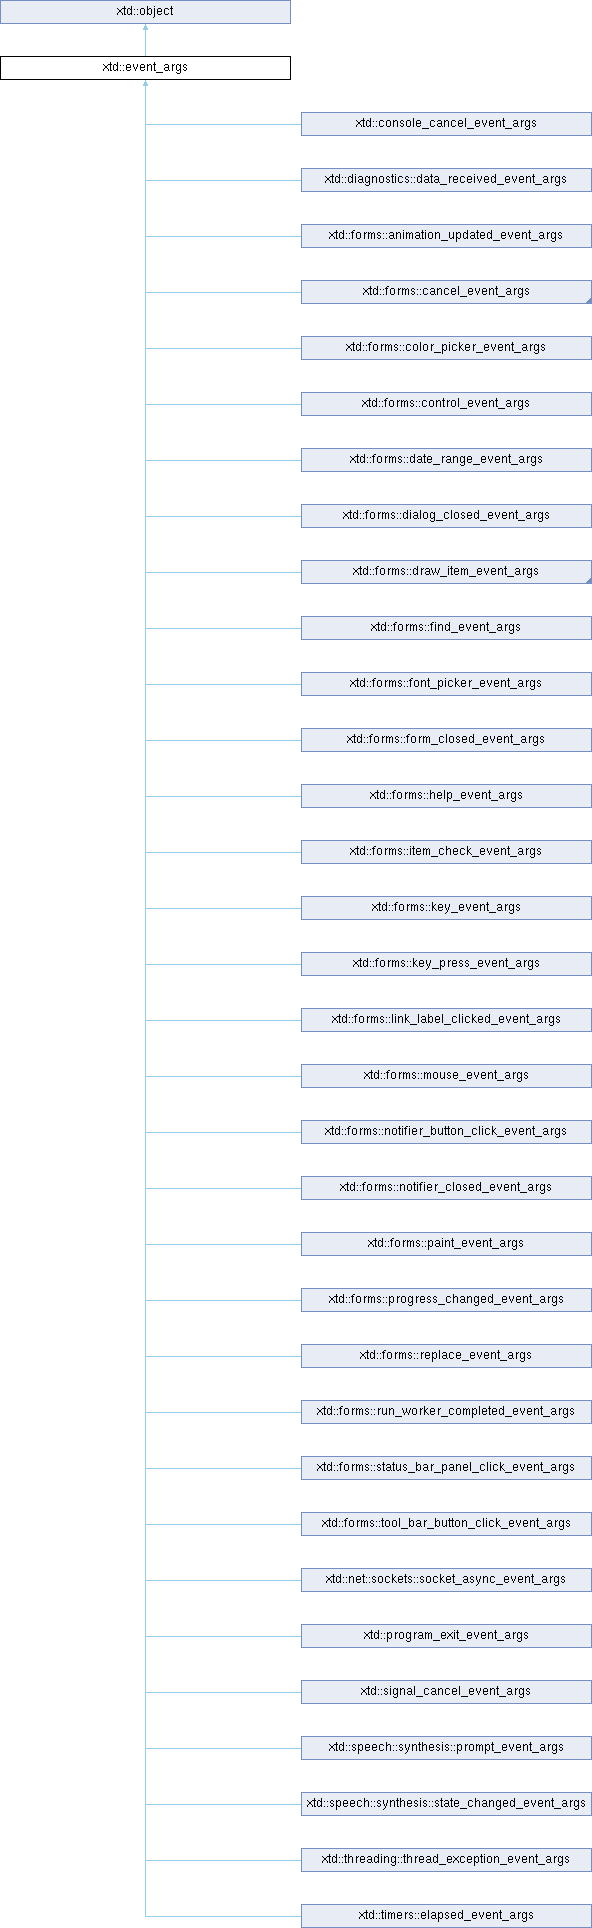 xtd::object
xtd::event_args
xtd::console_cancel_event_args
xtd::diagnostics::data_received_event_args
xtd::forms::animation_updated_event_args
xtd::forms::cancel_event_args
xtd::forms::color_picker_event_args
xtd::forms::control_event_args
xtd::forms::date_range_event_args
xtd::forms::dialog_closed_event_args
xtd::forms::draw_item_event_args
xtd::forms::find_event_args
xtd::forms::font_picker_event_args
xtd::forms::form_closed_event_args
xtd::forms::help_event_args
xtd::forms::item_check_event_args
xtd::forms::key_event_args
xtd::forms::key_press_event_args
xtd::forms::link_label_clicked_event_args
xtd::forms::mouse_event_args
xtd::forms::notifier_button_click_event_args
xtd::forms::notifier_closed_event_args
xtd::forms::paint_event_args
xtd::forms::progress_changed_event_args
xtd::forms::replace_event_args
xtd::forms::run_worker_completed_event_args
xtd::forms::status_bar_panel_click_event_args
xtd::forms::tool_bar_button_click_event_args
xtd::net::sockets::socket_async_event_args
xtd::program_exit_event_args
xtd::signal_cancel_event_args
xtd::speech::synthesis::prompt_event_args
xtd::speech::synthesis::state_changed_event_args
xtd::threading::thread_exception_event_args
xtd::timers::elapsed_event_args